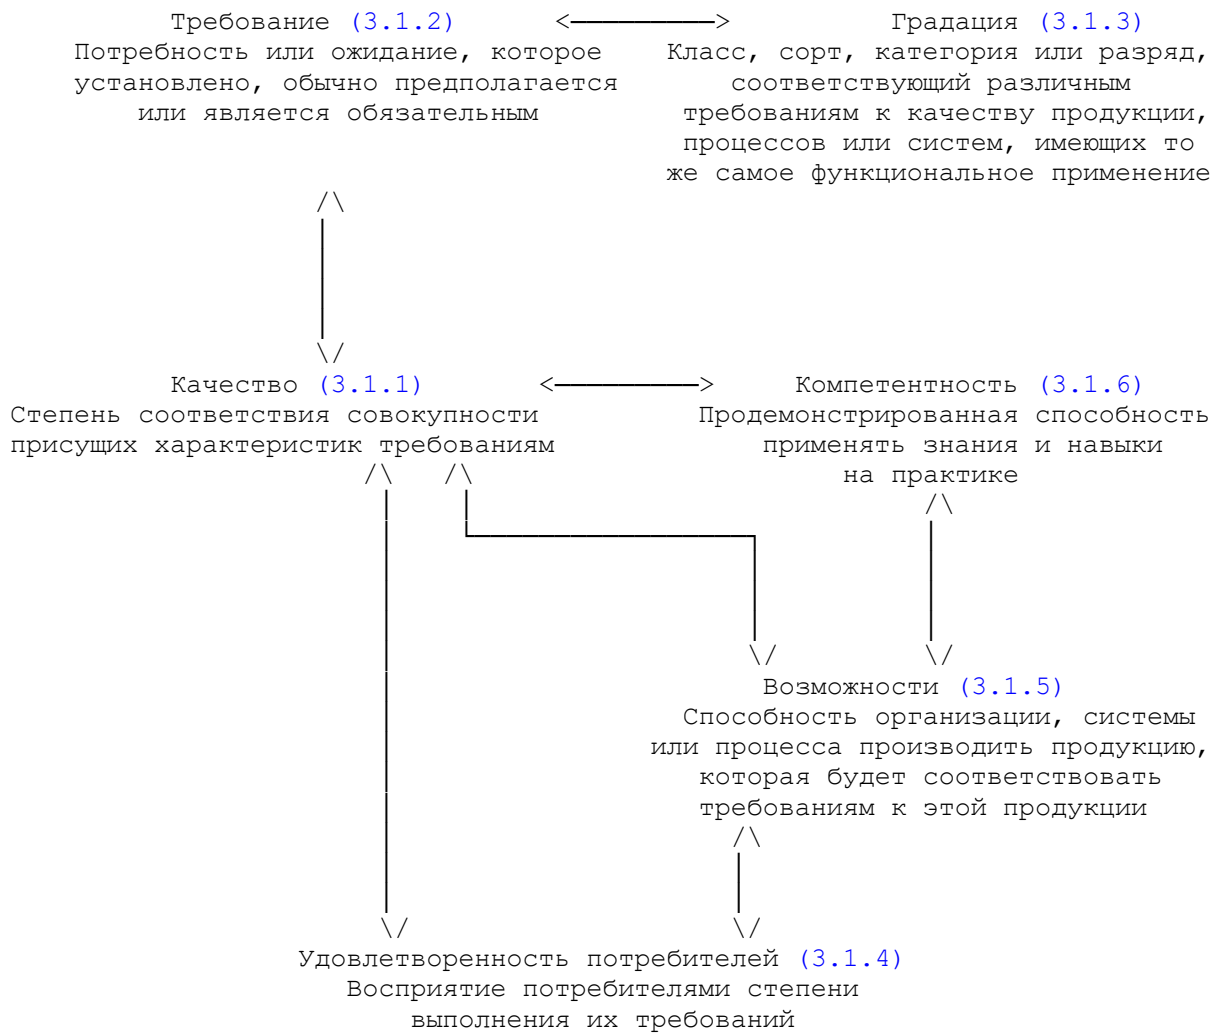 Требование (3.1.2)
Градация (3.1.3)
Потребность или ожидание, которое
установлено, обычно предполагается
или является обязательным
Класс, сорт, категория или разряд,
соответствующий различным
требованиям к качеству продукции,
процессов или систем, имеющих то
же самое функциональное применение
Качество (3.1.1)
Степень соответствия совокупности
присущих характеристик требованиям
Компетентность (3.1.6)
Продемонстрированная способность
применять знания и навыки
на практике
Возможности (3.1.5)
Способность организации, системы
или процесса производить продукцию,
которая будет соответствовать
требованиям к этой продукции
Удовлетворенность потребителей (3.1.4)
Восприятие потребителями степени
выполнения их требований